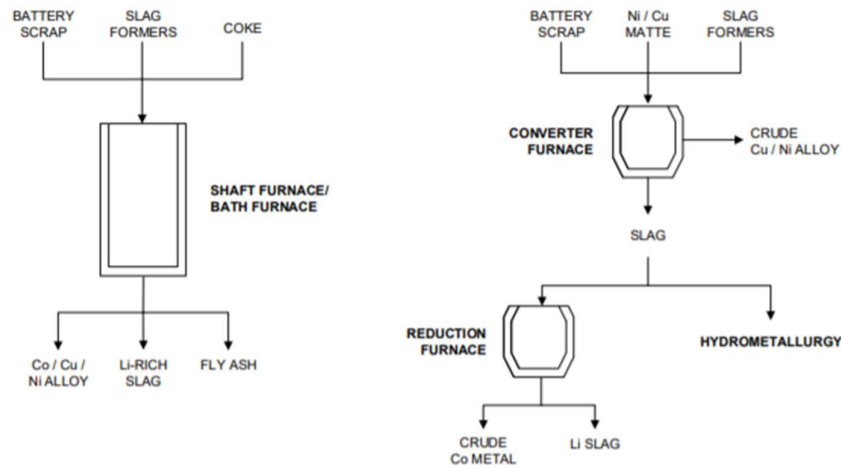 BATTERY
SCRAP
SLAG
FORMERS
COKE
SHAFT FURNACE/
BATH FURNACE
Co / Cu /
Ni ALLOY
Li-RICH
SLAG
FLY ASH
BATTERY
SCRAP
Ni / Cu
MATTE
SLAG
FORMERS
CONVERTER
FURNACE
CRUDE
Cu / Ni ALLOY
SLAG
REDUCTION
FURNACE
HYDROMETALLURGY
CRUDE
Co METAL
Li SLAG